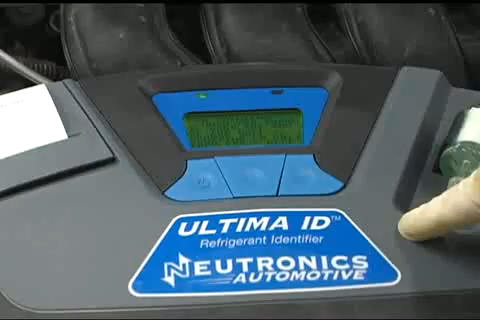 ULTIMA ID™
Refrigerant Identifier
NEUTRONICS
AUTOMOTIVE